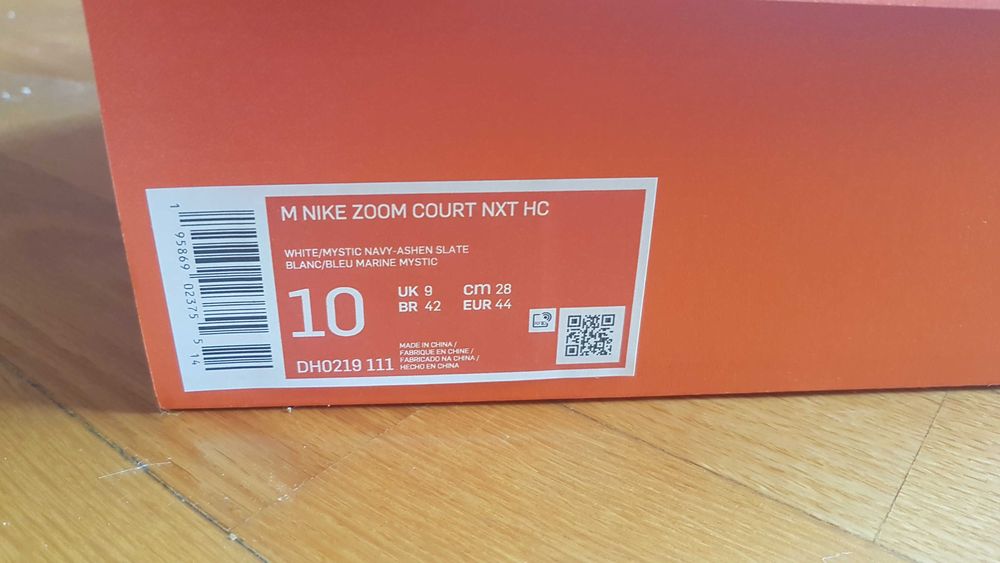 M NIKE ZOOM COURT NXT HC
WHITE/MYSTIC NAVY-ASHEN SLATE
BLANC/BLEU MARINE MYSTIC
10
UK 9
cm 28
BR 42
EUR 44
DH0219 111
MADE IN CHINA /
FABRIQUE EN CHINE /
FABRICADO NA CHINA /
HECHO EN CHINA
1 95869 02375 514